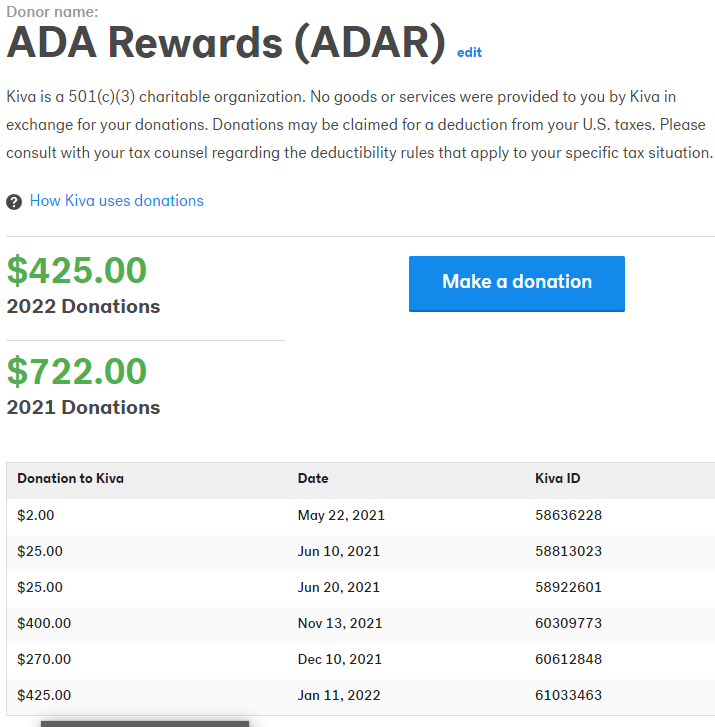 Donor name:
ADA Rewards (ADAR) edit
Kiva is a 501(c)(3) charitable organization. No goods or services were provided to you by Kiva in
exchange for your donations. Donations may be claimed for a deduction from your U.S. taxes. Please
consult with your tax counsel regarding the deductibility rules that apply to your specific tax situation.
? How Kiva uses donations
$425.00
2022 Donations
Make a donation
$722.00
2021 Donations
Donation to Kiva Date Kiva ID
$2.00 May 22, 2021 58636228
$25.00 Jun 10, 2021 58813023
$25.00 Jun 20, 2021 58922601
$400.00 Nov 13, 2021 60309773
$270.00 Dec 10, 2021 60612848
$425.00 Jan 11, 2022 61033463